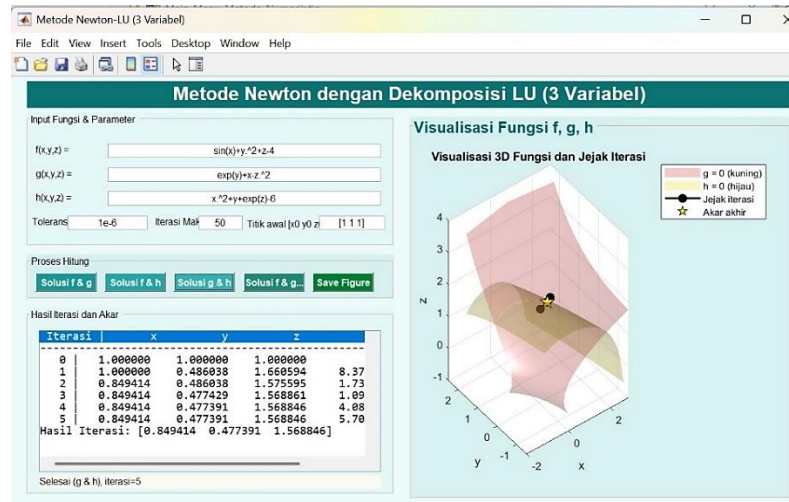 Metode Newton-LU (3 Variabel)
File Edit View Insert Tools Desktop Window Help
Metode Newton dengan Dekomposisi LU (3 Variabel)
Input Fungsi & Parameter
f(x,y,z) = sin(x)+y.^2+z-4
g(x,y,z) = exp(y)+x-z.^2
h(x,y,z) = x.^2+y+exp(z)-6
Tolerans 1e-6 Iterasi Mak 50 Titik awal [x0 y0 z [1 1 1]
Proses Hitung
Solusi f & g Solusi f & h Solusi g & h Solusi f & g... Save Figure
Hasil Iterasi dan Akar
Iterasi | x y z
0 | 1.000000 1.000000 1.000000
1 | 1.000000 0.486038 1.660594 8.37
2 | 0.849414 0.486038 1.575595 1.73
3 | 0.849414 0.477429 1.568861 1.09
4 | 0.849414 0.477391 1.568846 4.08
5 | 0.849414 0.477391 1.568846 5.70
Hasil Iterasi: [0.849414 0.477391 1.568846]
Selesai (g & h), iterasi=5
Visualisasi Fungsi f, g, h
Visualisasi 3D Fungsi dan Jejak Iterasi
g = 0 (kuning)
h = 0 (hijau)
Jejak iterasi
Akar akhir
4
3
2
1
0
-1
z
2
1
0
-1
y
-2
0
2
x